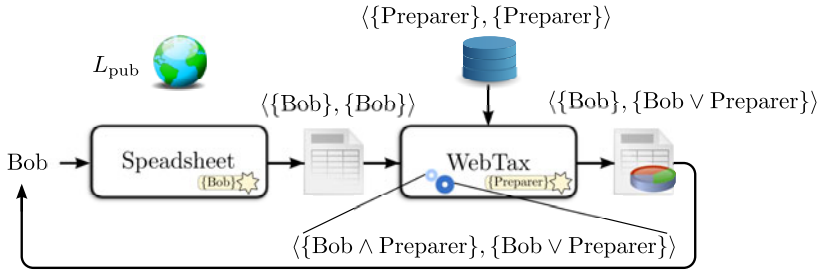 ⟨{Preparer}, {Preparer}⟩
L_pub
⟨{Bob}, {Bob}⟩
⟨{Bob}, {Bob ∨ Preparer}⟩
Bob
Speadsheet
{Bob}
WebTax
{Preparer}
⟨{Bob ∧ Preparer}, {Bob ∨ Preparer}⟩